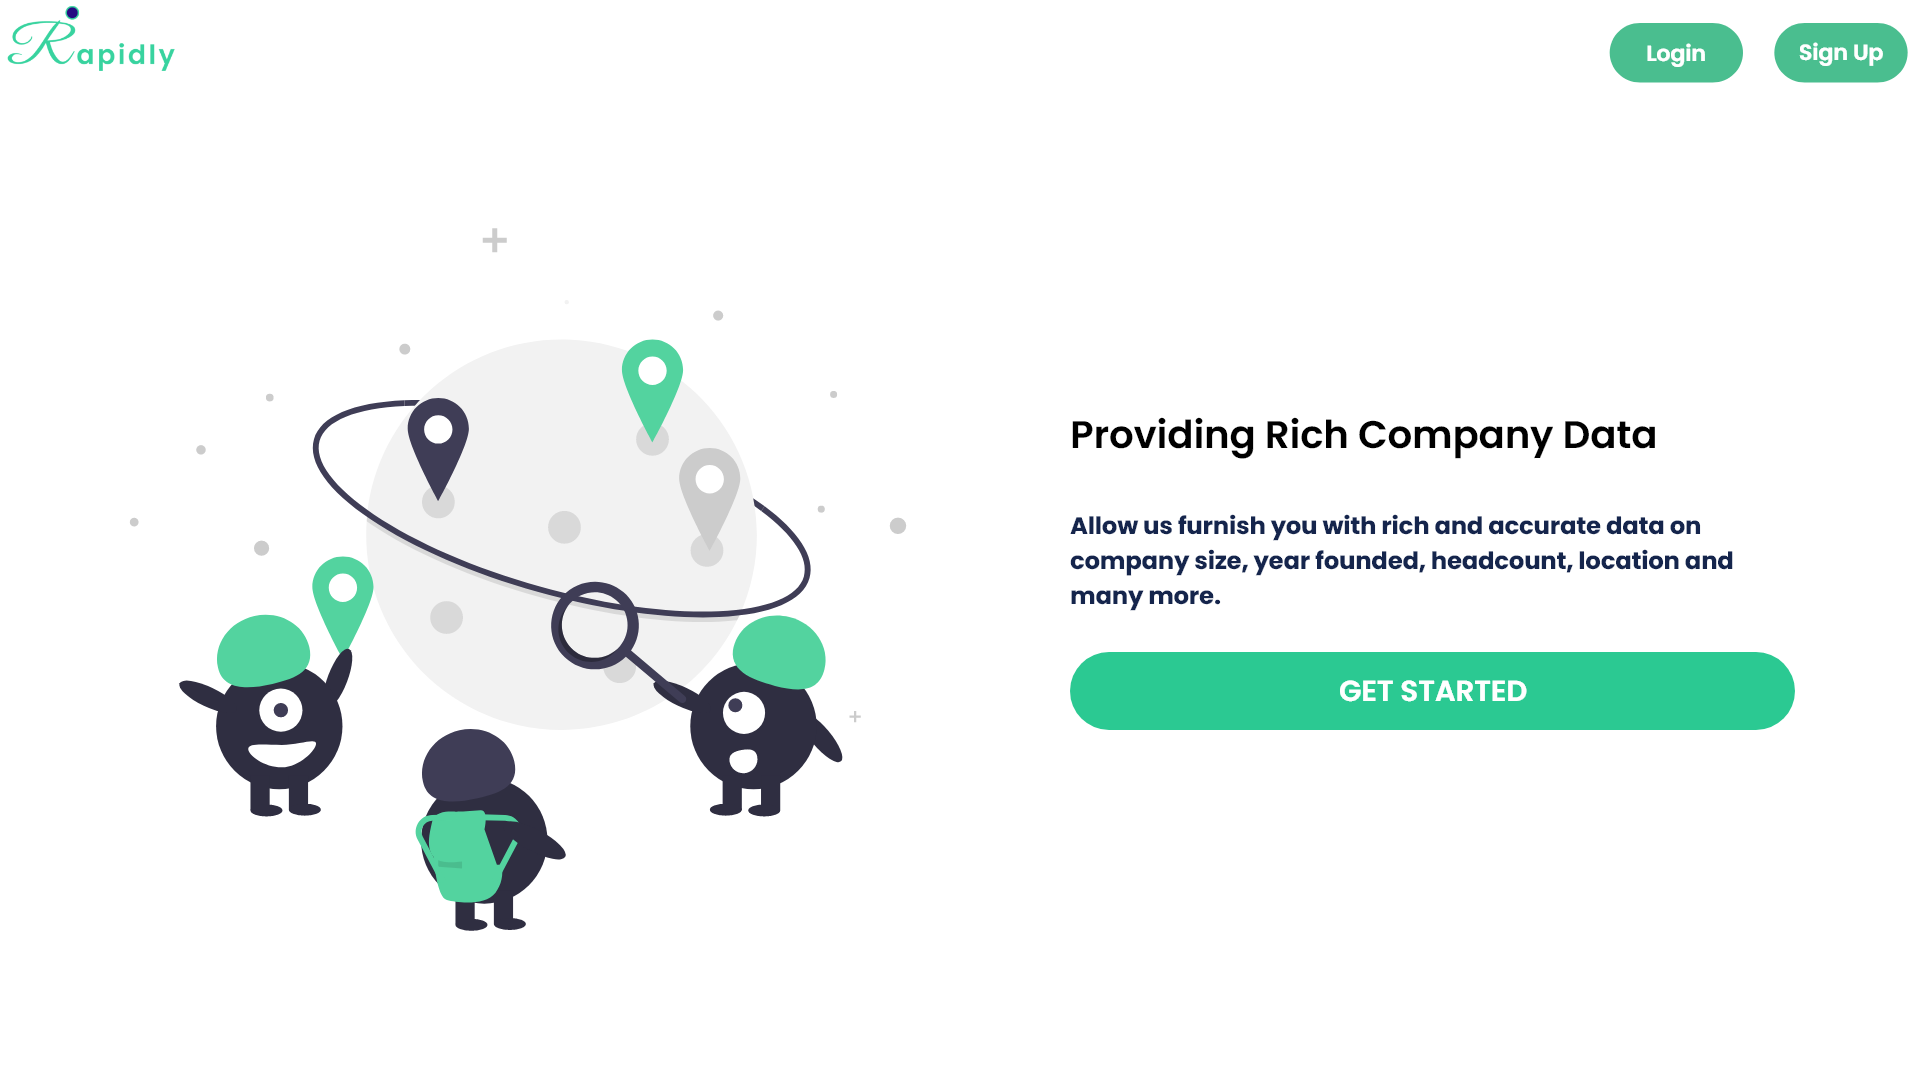 Rapidly
Login
Sign Up
Providing Rich Company Data
Allow us furnish you with rich and accurate data on
company size, year founded, headcount, location and
many more.
GET STARTED